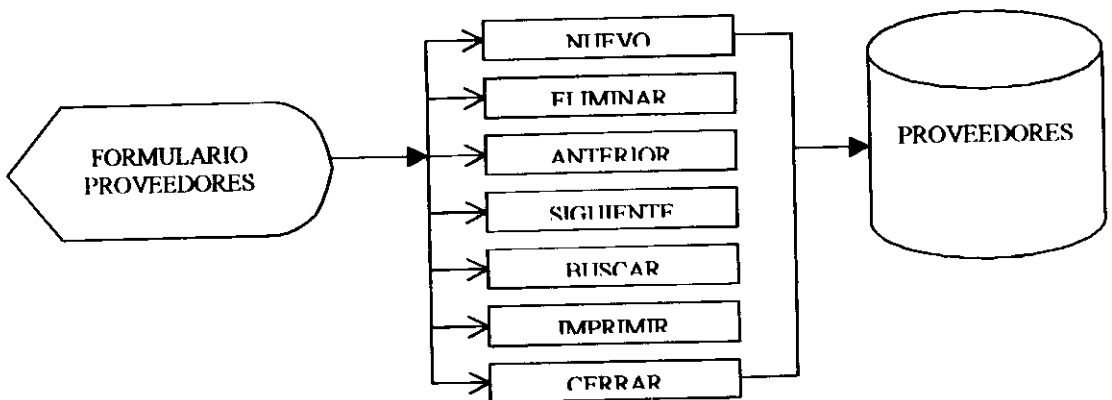 FORMULARIO
PROVEEDORES
NUEVO
ELIMINAR
ANTERIOR
SIGUIENTE
BUSCAR
IMPRIMIR
CERRAR
PROVEEDORES